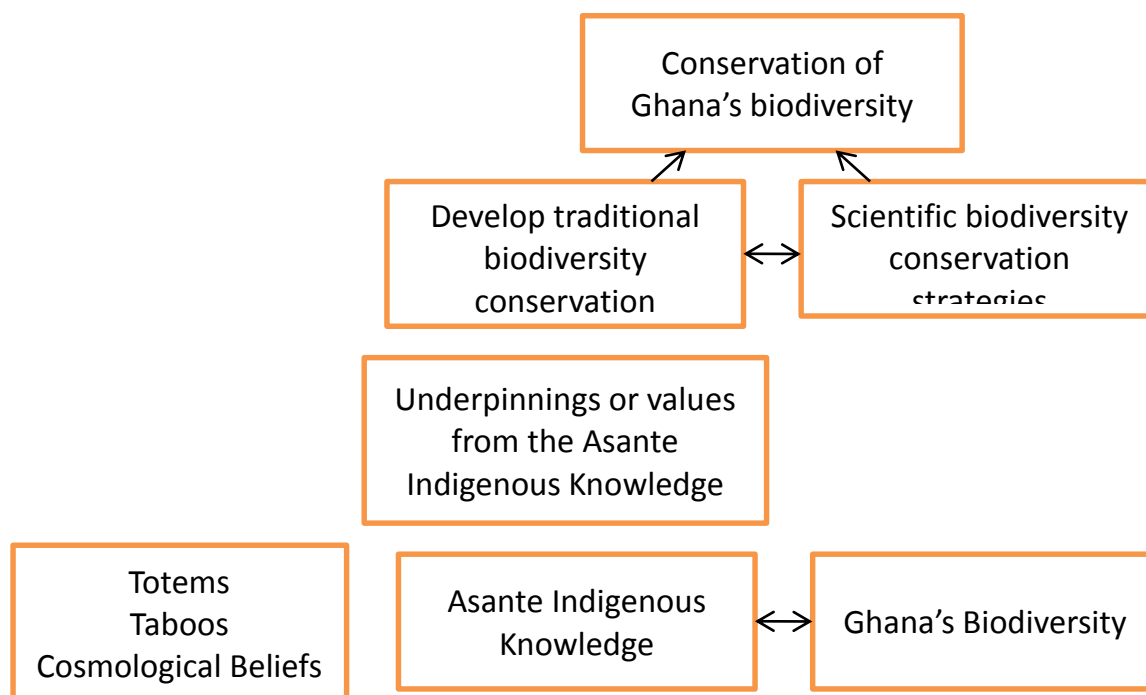 Conservation of
Ghana’s biodiversity
Develop traditional
biodiversity
conservation
Scientific biodiversity
conservation
strategies
Underpinnings or values
from the Asante
Indigenous Knowledge
Totems
Taboos
Cosmological Beliefs
Asante Indigenous
Knowledge
Ghana’s Biodiversity